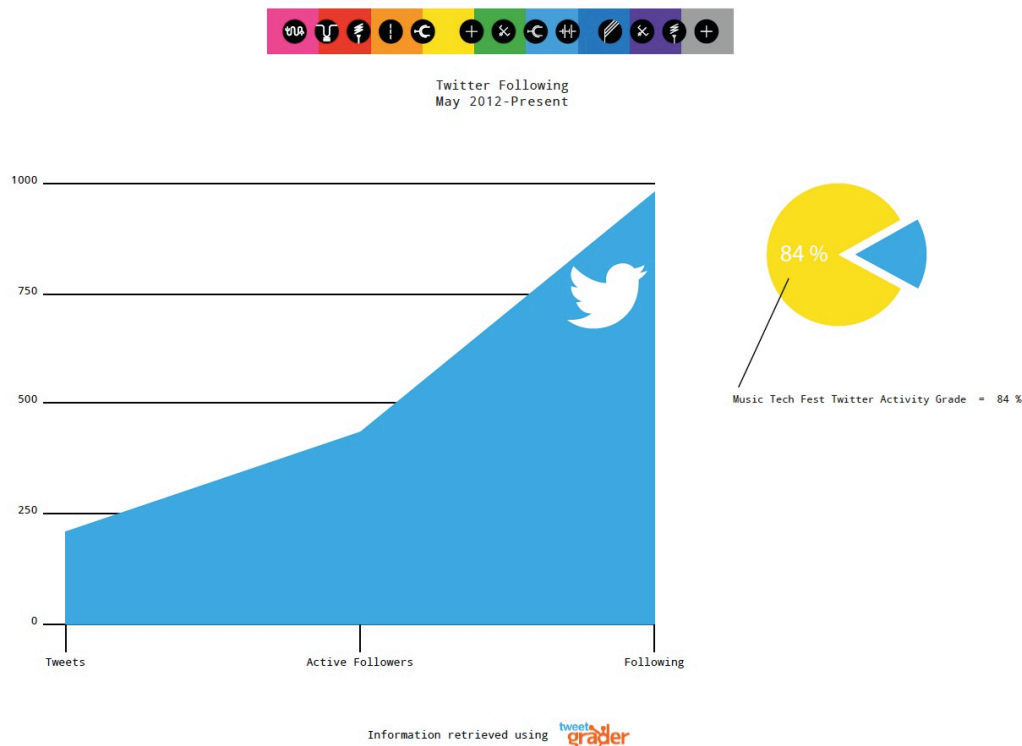 Twitter Following
May 2012-Present
1000
750
500
250
0
Tweets
Active Followers
Following
84 %
Music Tech Fest Twitter Activity Grade = 84 %
Information retrieved using tweet grader